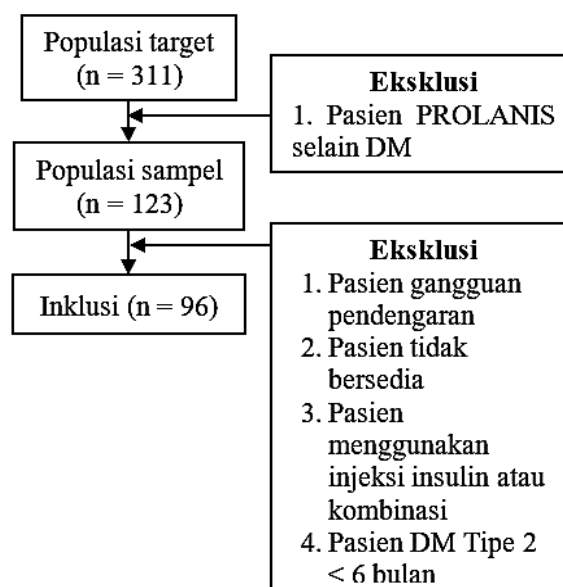 Populasi target
(n = 311)
Eksklusi
1. Pasien PROLANIS
selain DM
Populasi sampel
(n = 123)
Eksklusi
1. Pasien gangguan
pendengaran
2. Pasien tidak
bersedia
3. Pasien
menggunakan
injeksi insulin atau
kombinasi
4. Pasien DM Tipe 2
< 6 bulan
Inklusi (n = 96)